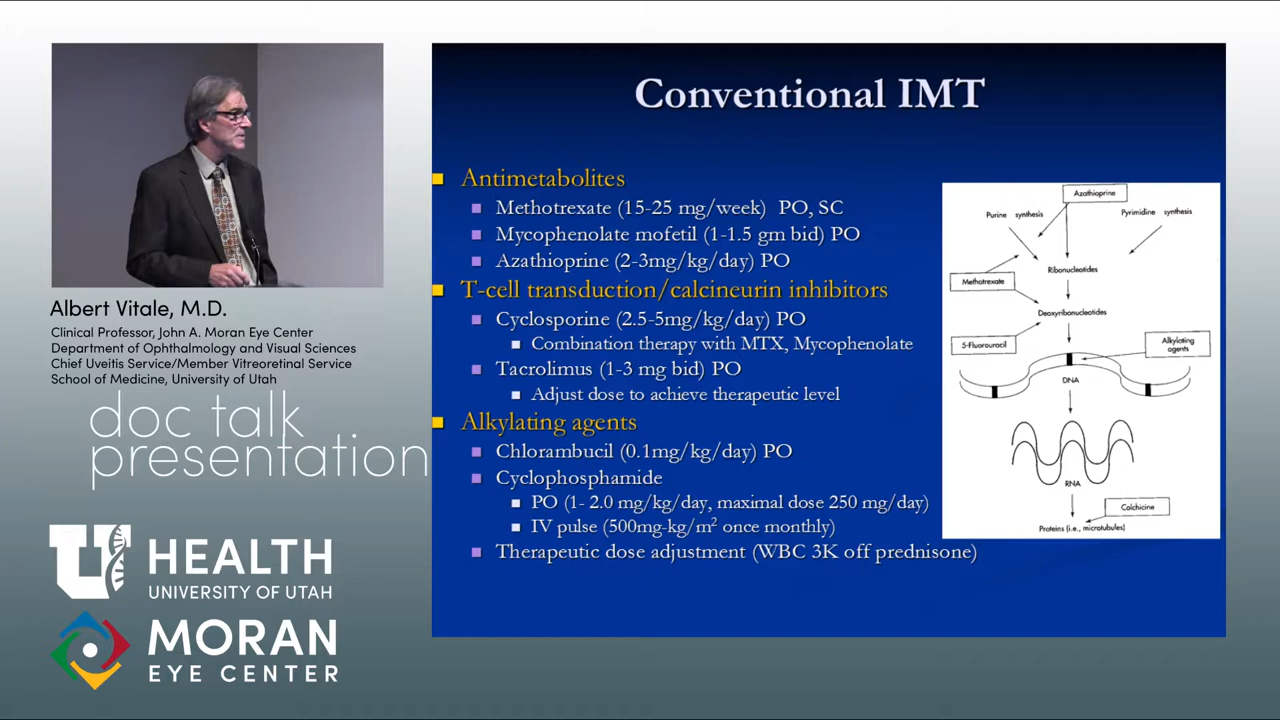 Conventional IMT
Antimetabolites
Methotrexate (15-25 mg/week) PO, SC
Mycophenolate mofetil (1-1.5 gm bid) PO
Azathioprine (2-3mg/kg/day) PO
T-cell transduction/calcineurin inhibitors
Cyclosporine (2.5-5mg/kg/day) PO
Combination therapy with MTX, Mycophenolate
Tacrolimus (1-3 mg bid) PO
Adjust dose to achieve therapeutic level
Alkylating agents
Chlorambucil (0.1mg/kg/day) PO
Cyclophosphamide
PO (1- 2.0 mg/kg/day, maximal dose 250 mg/day)
IV pulse (500mg-kg/m² once monthly)
Therapeutic dose adjustment (WBC 3K off prednisone)
Azathioprine
Purine synthesis
Pyrimidine synthesis
Ribonucleotides
Methotrexate
Deoxyribonucleotides
5-Fluorouracil
Alkylating
agents
DNA
RNA
Colchicine
Proteins (i.e., microtubules)
Albert Vitale, M.D.
Clinical Professor, John A. Moran Eye Center
Department of Ophthalmology and Visual Sciences
Chief Uveitis Service/Member Vitreoretinal Service
School of Medicine, University of Utah
doc talk
presentation
U HEALTH
UNIVERSITY OF UTAH
MORAN
EYE CENTER